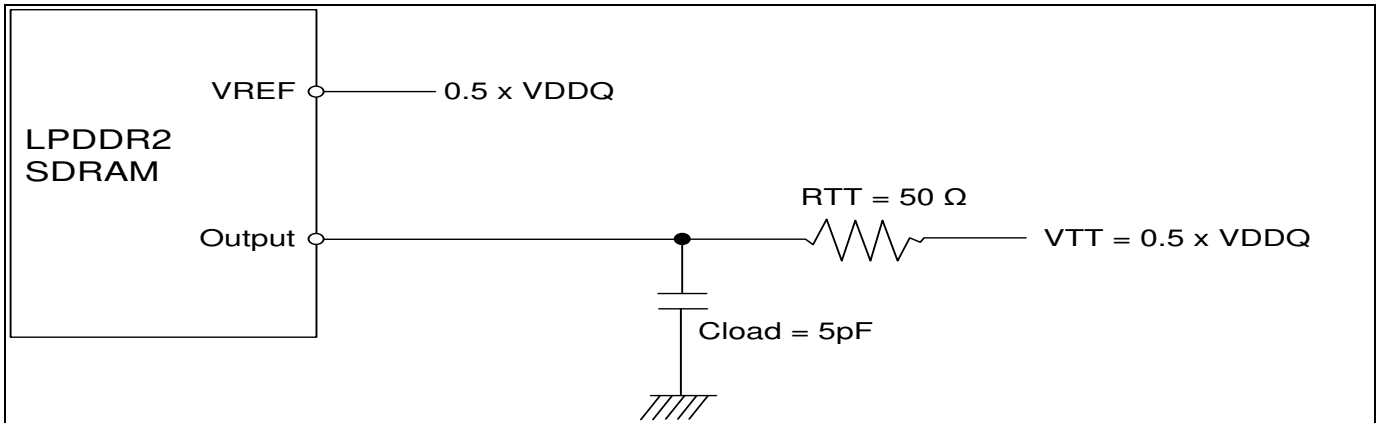 VREF
0.5 x VDDQ
LPDDR2
SDRAM
RTT = 50 Ω
Output
VTT = 0.5 x VDDQ
Cload = 5pF